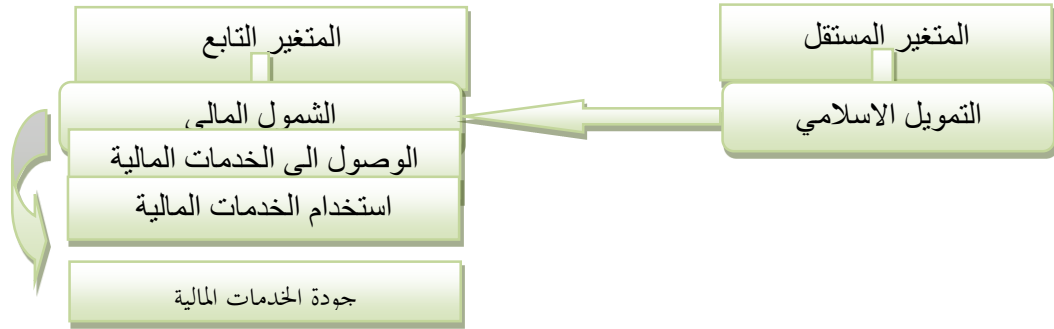 المتغير المستقل
المتغير التابع
التمويل الاسلامي
الشمول المالي
الوصول الى الخدمات المالية
استخدام الخدمات المالية
جودة الخدمات المالية